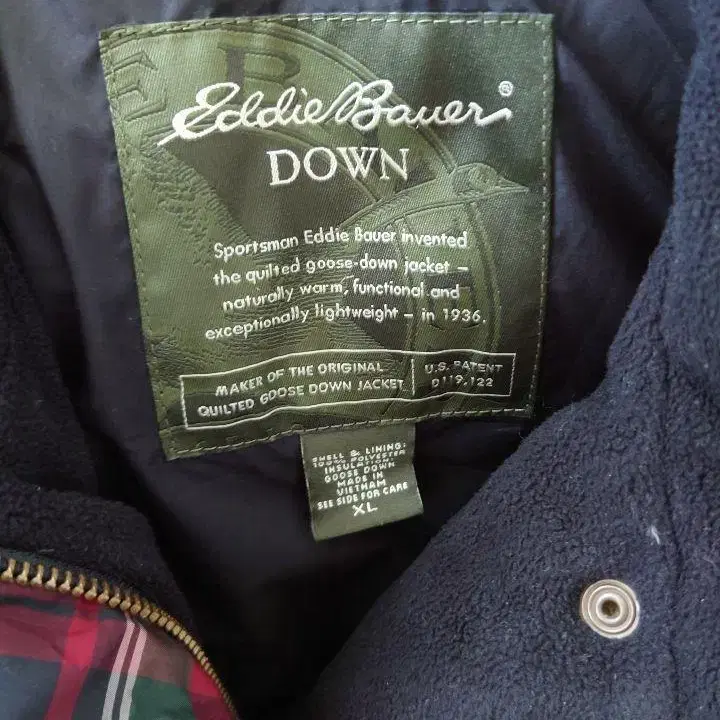 Eddie Bauer®
DOWN
Sportsman Eddie Bauer invented
the quilted goose-down jacket –
naturally warm, functional and
exceptionally lightweight – in 1936.
MAKER OF THE ORIGINAL
QUILTED GOOSE DOWN JACKET
U.S. PATENT
D119,122
SHELL & LINING:
100% POLYESTER
INSULATION:
GOOSE DOWN
MADE IN
VIETNAM
SEE SIDE FOR CARE
XL